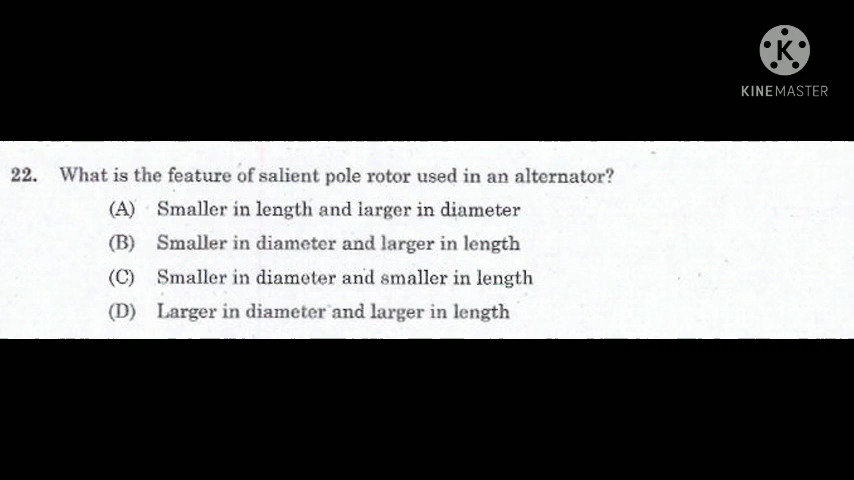 K
KINEMASTER
22. What is the feature of salient pole rotor used in an alternator?
(A) Smaller in length and larger in diameter
(B) Smaller in diameter and larger in length
(C) Smaller in diameter and smaller in length
(D) Larger in diameter and larger in length